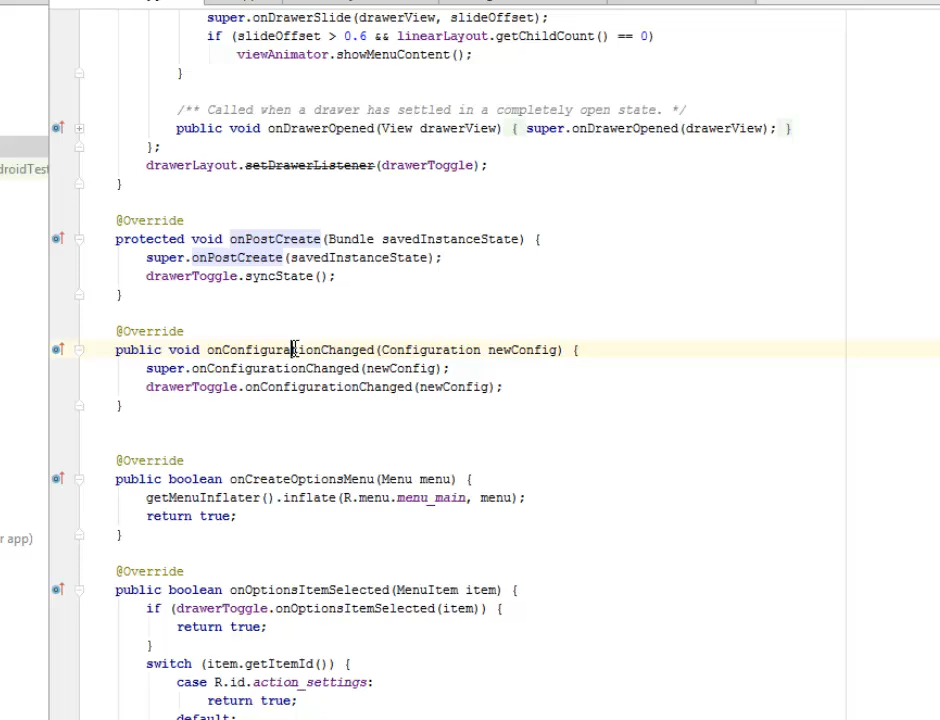 super.onDrawerSlide(drawerView, slideOffset);
if (slideOffset > 0.6 && linearLayout.getChildCount() == 0)
viewAnimator.showMenuContent();
}
/** Called when a drawer has settled in a completely open state. */
public void onDrawerOpened(View drawerView) { super.onDrawerOpened(drawerView); }
};
drawerLayout.setDrawerListener(drawerToggle);
droidTest
}
@Override
protected void onPostCreate(Bundle savedInstanceState) {
super.onPostCreate(savedInstanceState);
drawerToggle.syncState();
}
@Override
public void onConfigurationChanged(Configuration newConfig) {
super.onConfigurationChanged(newConfig);
drawerToggle.onConfigurationChanged(newConfig);
}
@Override
public boolean onCreateOptionsMenu(Menu menu) {
getMenuInflater().inflate(R.menu.menu_main, menu);
return true;
}
r app)
@Override
public boolean onOptionsItemSelected(MenuItem item) {
if (drawerToggle.onOptionsItemSelected(item)) {
return true;
}
switch (item.getItemId()) {
case R.id.action_settings:
return true;
default: